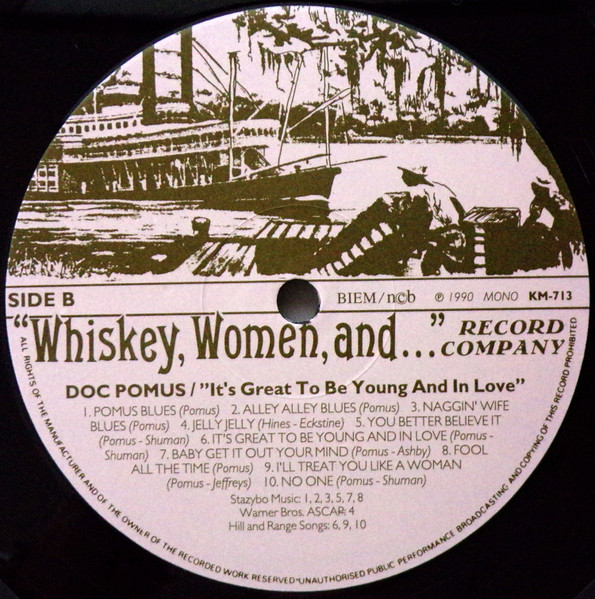 SIDE B
BIEM/ncb ℗ 1990 MONO KM-713
“Whiskey, Women, and...” RECORD COMPANY
DOC POMUS / ”It's Great To Be Young And In Love”
1. POMUS BLUES (Pomus) 2. ALLEY ALLEY BLUES (Pomus) 3. NAGGIN' WIFE
BLUES (Pomus) 4. JELLY JELLY (Hines - Eckstine) 5. YOU BETTER BELIEVE IT
(Pomus - Shuman) 6. IT'S GREAT TO BE YOUNG AND IN LOVE (Pomus -
Shuman) 7. BABY GET IT OUT YOUR MIND (Pomus - Ashby) 8. FOOL
ALL THE TIME (Pomus) 9. I'LL TREAT YOU LIKE A WOMAN
(Pomus - Jeffreys) 10. NO ONE (Pomus - Shuman)
Stazybo Music: 1, 2, 3, 5, 7, 8
Warner Bros. ASCAP: 4
Hill and Range Songs: 6, 9, 10
ALL RIGHTS OF THE MANUFACTURER AND OF THE OWNER OF THE RECORDED WORK RESERVED • UNAUTHORISED PUBLIC PERFORMANCE BROADCASTING AND COPYING OF THIS RECORD PROHIBITED